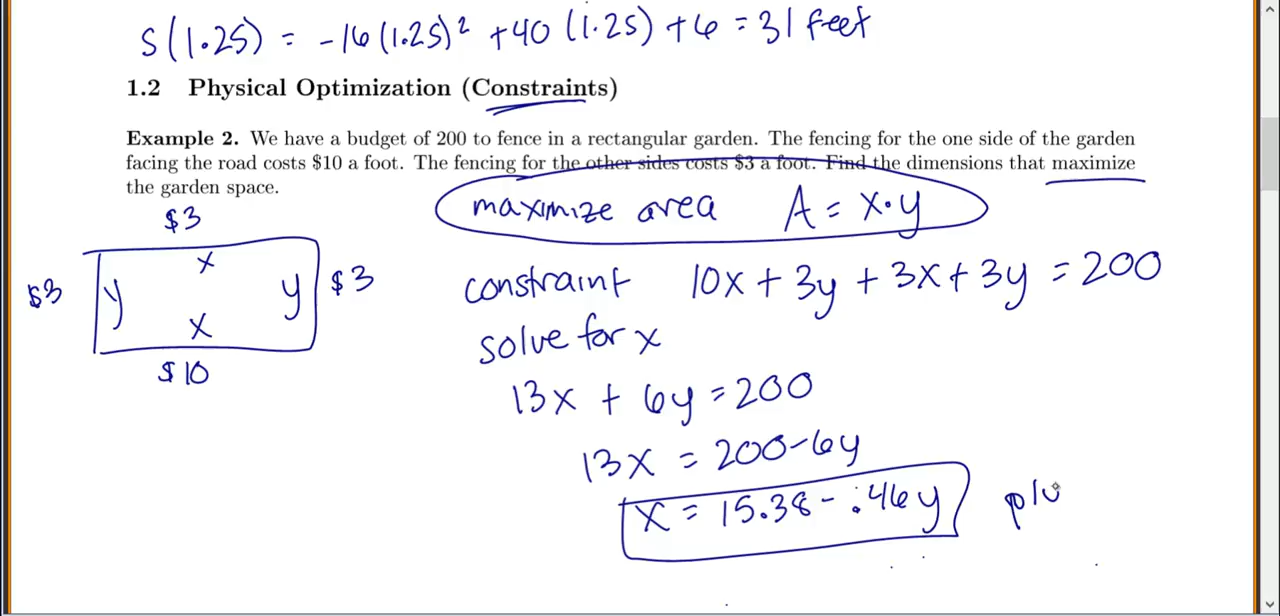 S(1.25) = -16(1.25)² + 40(1.25) + 6 = 31 feet
1.2 Physical Optimization (Constraints)
Example 2. We have a budget of 200 to fence in a rectangular garden. The fencing for the one side of the garden
facing the road costs $10 a foot. The fencing for the other sides costs $3 a foot. Find the dimensions that maximize
the garden space.
maximize area A = x·y
$3
x
$3 y y $3
x
$10
constraint 10x + 3y + 3x + 3y = 200
solve for x
13x + 6y = 200
13x = 200-6y
x = 15.38 - .46y plu